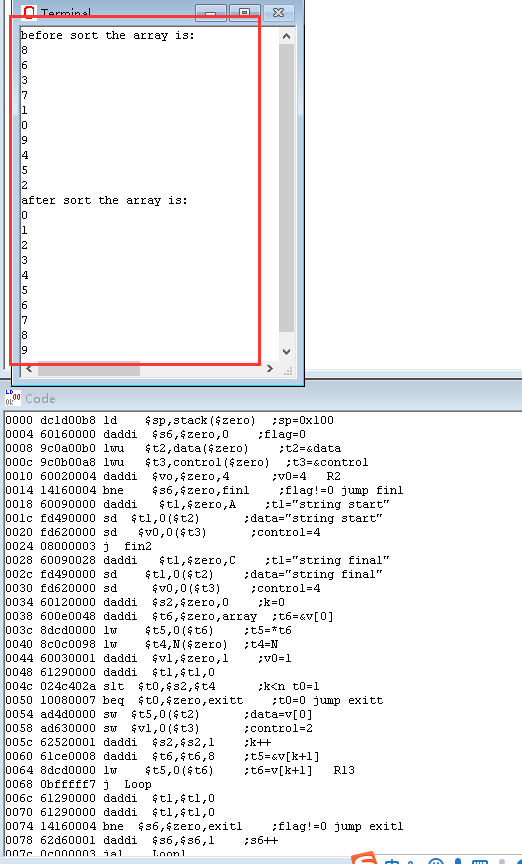 Terminal
before sort the array is:
8
6
3
7
1
0
9
4
5
2
after sort the array is:
0
1
2
3
4
5
6
7
8
9
Code
0000 dc1d00b8 ld $sp,stack($zero) ;sp=0x100
0004 60160000 daddi $s6,$zero,0 ;flag=0
0008 9c0a00b0 lwu $t2,data($zero) ;t2=&data
000c 9c0b00a8 lwu $t3,control($zero) ;t3=&control
0010 60020004 daddi $vo,$zero,4 ;v0=4 R2
0014 14160004 bne $s6,$zero,fin1 ;flag!=0 jump fin1
0018 60090000 daddi $t1,$zero,A ;t1="string start"
001c fd490000 sd $t1,0($t2) ;data="string start"
0020 fd620000 sd $v0,0($t3) ;control=4
0024 08000003 j fin2
0028 60090028 daddi $t1,$zero,C ;t1="string final"
002c fd490000 sd $t1,0($t2) ;data="string final"
0030 fd620000 sd $v0,0($t3) ;control=4
0034 60120000 daddi $s2,$zero,0 ;k=0
0038 600e0048 daddi $t6,$zero,array ;t6=&v[0]
003c 8dcd0000 lw $t5,0($t6) ;t5=*t6
0040 8c0c0098 lw $t4,N($zero) ;t4=N
0044 60030001 daddi $v1,$zero,1 ;v0=1
0048 61290000 daddi $t1,$t1,0
004c 024c402a slt $t0,$s2,$t4 ;k<n t0=1
0050 10080007 beq $t0,$zero,exitt ;t0=0 jump exitt
0054 ad4d0000 sw $t5,0($t2) ;data=v[0]
0058 ad630000 sw $v1,0($t3) ;control=2
005c 62520001 daddi $s2,$s2,1 ;k++
0060 61ce0008 daddi $t6,$t6,8 ;t5=&v[k+1]
0064 8dcd0000 lw $t5,0($t6) ;t6=v[k+1] R13
0068 0bfffff7 j Loop
006c 61290000 daddi $t1,$t1,0
0070 61290000 daddi $t1,$t1,0
0074 14160004 bne $s6,$zero,exit1 ;flag!=0 jump exit1
0078 62d60001 daddi $s6,$s6,1 ;s6++
007c 0c000003 jal Loop1
中